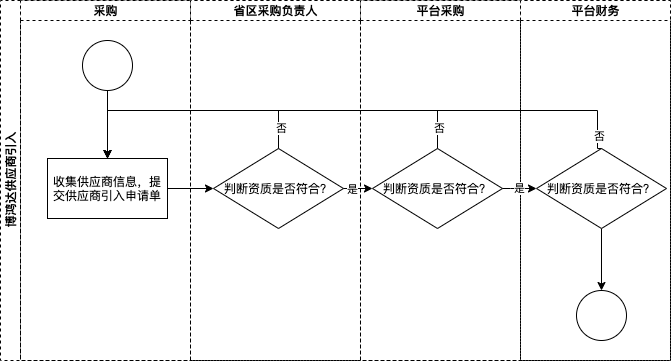 采购
省区采购负责人
平台采购
平台财务
博鸿达供应商引入
否
否
否
收集供应商信息，提
交供应商引入申请单
判断资质是否符合？
是
判断资质是否符合？
是
判断资质是否符合？